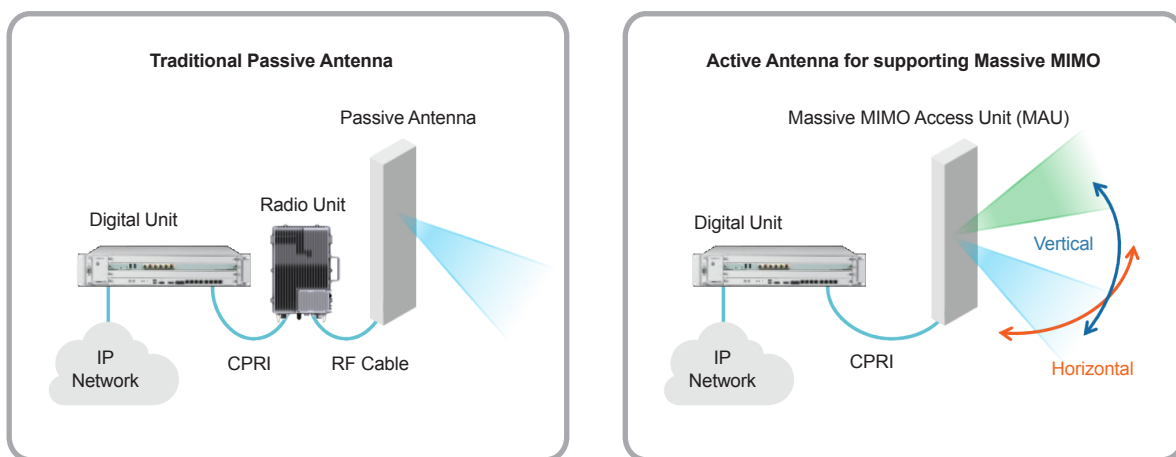 Traditional Passive Antenna
Passive Antenna
Radio Unit
Digital Unit
IP
Network
CPRI
RF Cable
Active Antenna for supporting Massive MIMO
Massive MIMO Access Unit (MAU)
Digital Unit
Vertical
IP
Network
CPRI
Horizontal